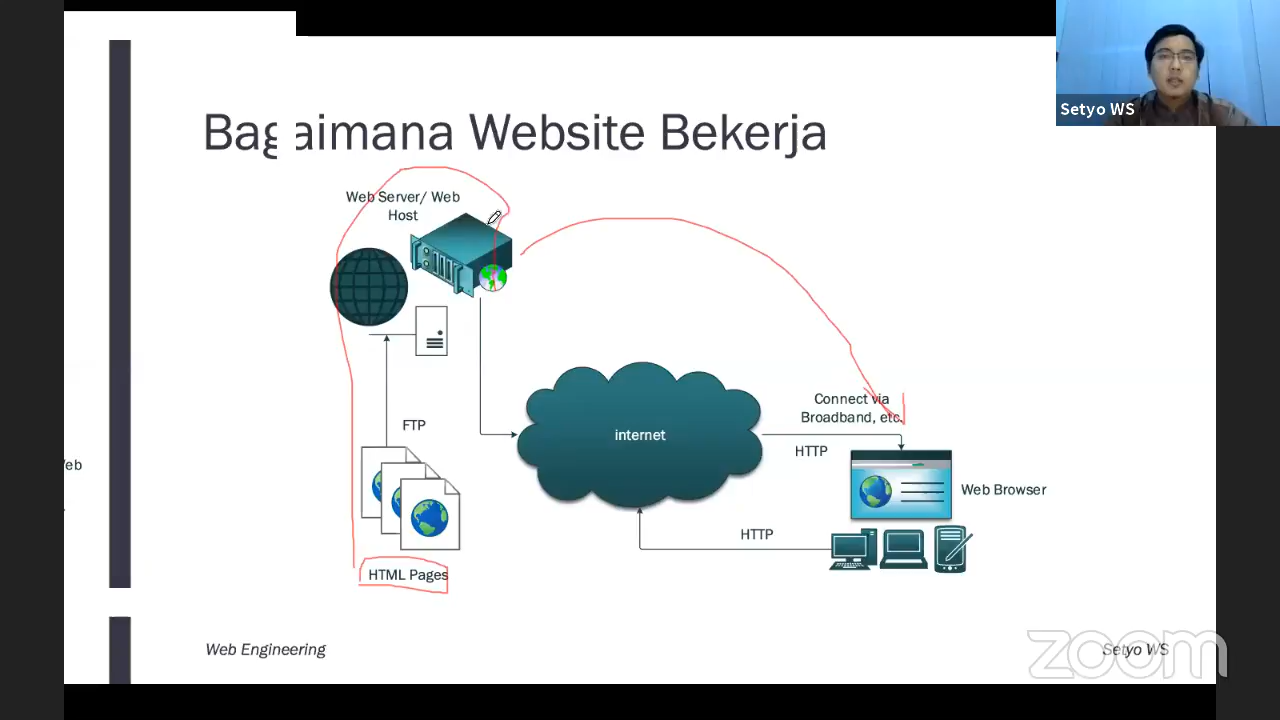 Setyo WS
Bagaimana Website Bekerja
Web Server/ Web
Host
FTP
internet
Connect via
Broadband, etc.
HTTP
Web Browser
HTTP
HTML Pages
Web Engineering
Setyo WS
zoom